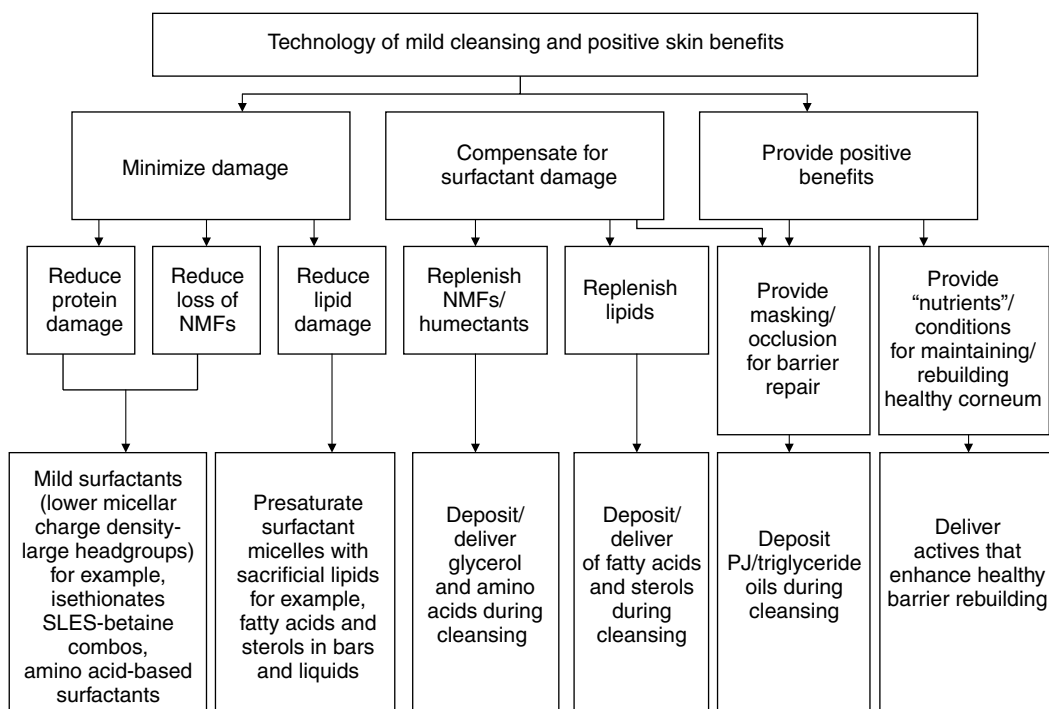 Technology of mild cleansing and positive skin benefits
Minimize damage
Compensate for
surfactant damage
Provide positive
benefits
Reduce
protein
damage
Reduce
loss of
NMFs
Reduce
lipid
damage
Replenish
NMFs/
humectants
Replenish
lipids
Provide
masking/
occlusion
for barrier
repair
Provide
“nutrients”/
conditions
for maintaining/
rebuilding
healthy corneum
Mild surfactants
(lower micellar
charge density-
large headgroups)
for example,
isethionates
SLES-betaine
combos,
amino acid-based
surfactants
Presaturate
surfactant
micelles with
sacrificial lipids
for example,
fatty acids and
sterols in bars
and liquids
Deposit/
deliver
glycerol
and amino
acids during
cleansing
Deposit/
deliver
of fatty acids
and sterols
during
cleansing
Deposit
PJ/triglyceride
oils during
cleansing
Deliver
actives that
enhance healthy
barrier rebuilding